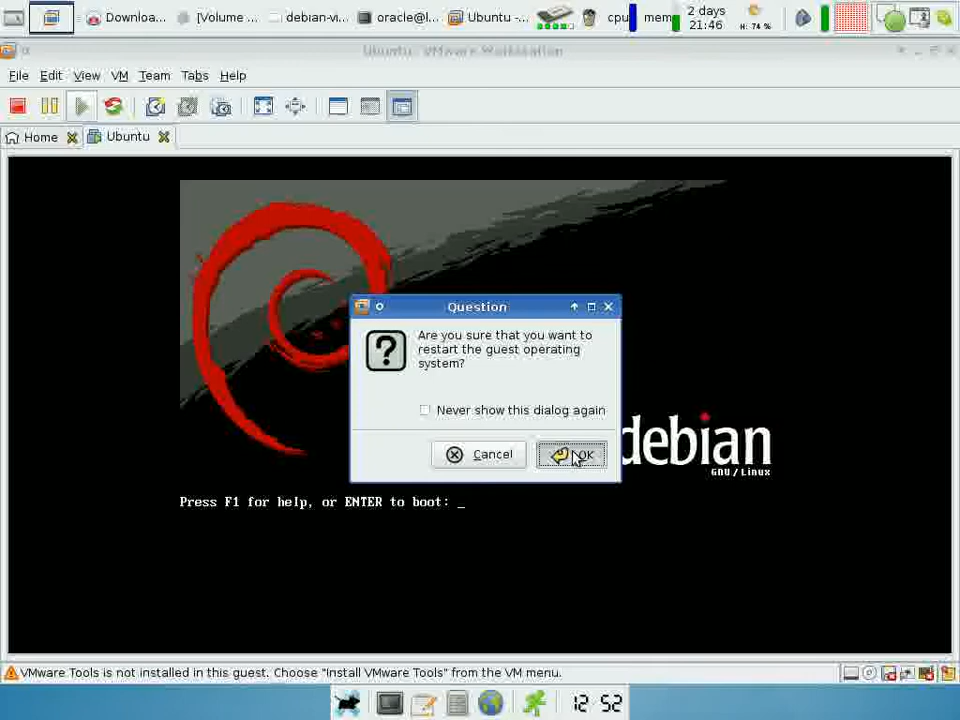 Downloa...
[Volume ...
debian-vi...
oracle@l...
Ubuntu -...
cpu
mem
2 days
21:46
H: 74 %
Ubuntu - VMware Workstation
File Edit View VM Team Tabs Help
Home
Ubuntu
Question
Are you sure that you want to
restart the guest operating
system?
Never show this dialog again
Cancel
OK
debian
GNU/Linux
Press F1 for help, or ENTER to boot: _
VMware Tools is not installed in this guest. Choose "Install VMware Tools" from the VM menu.
12 52